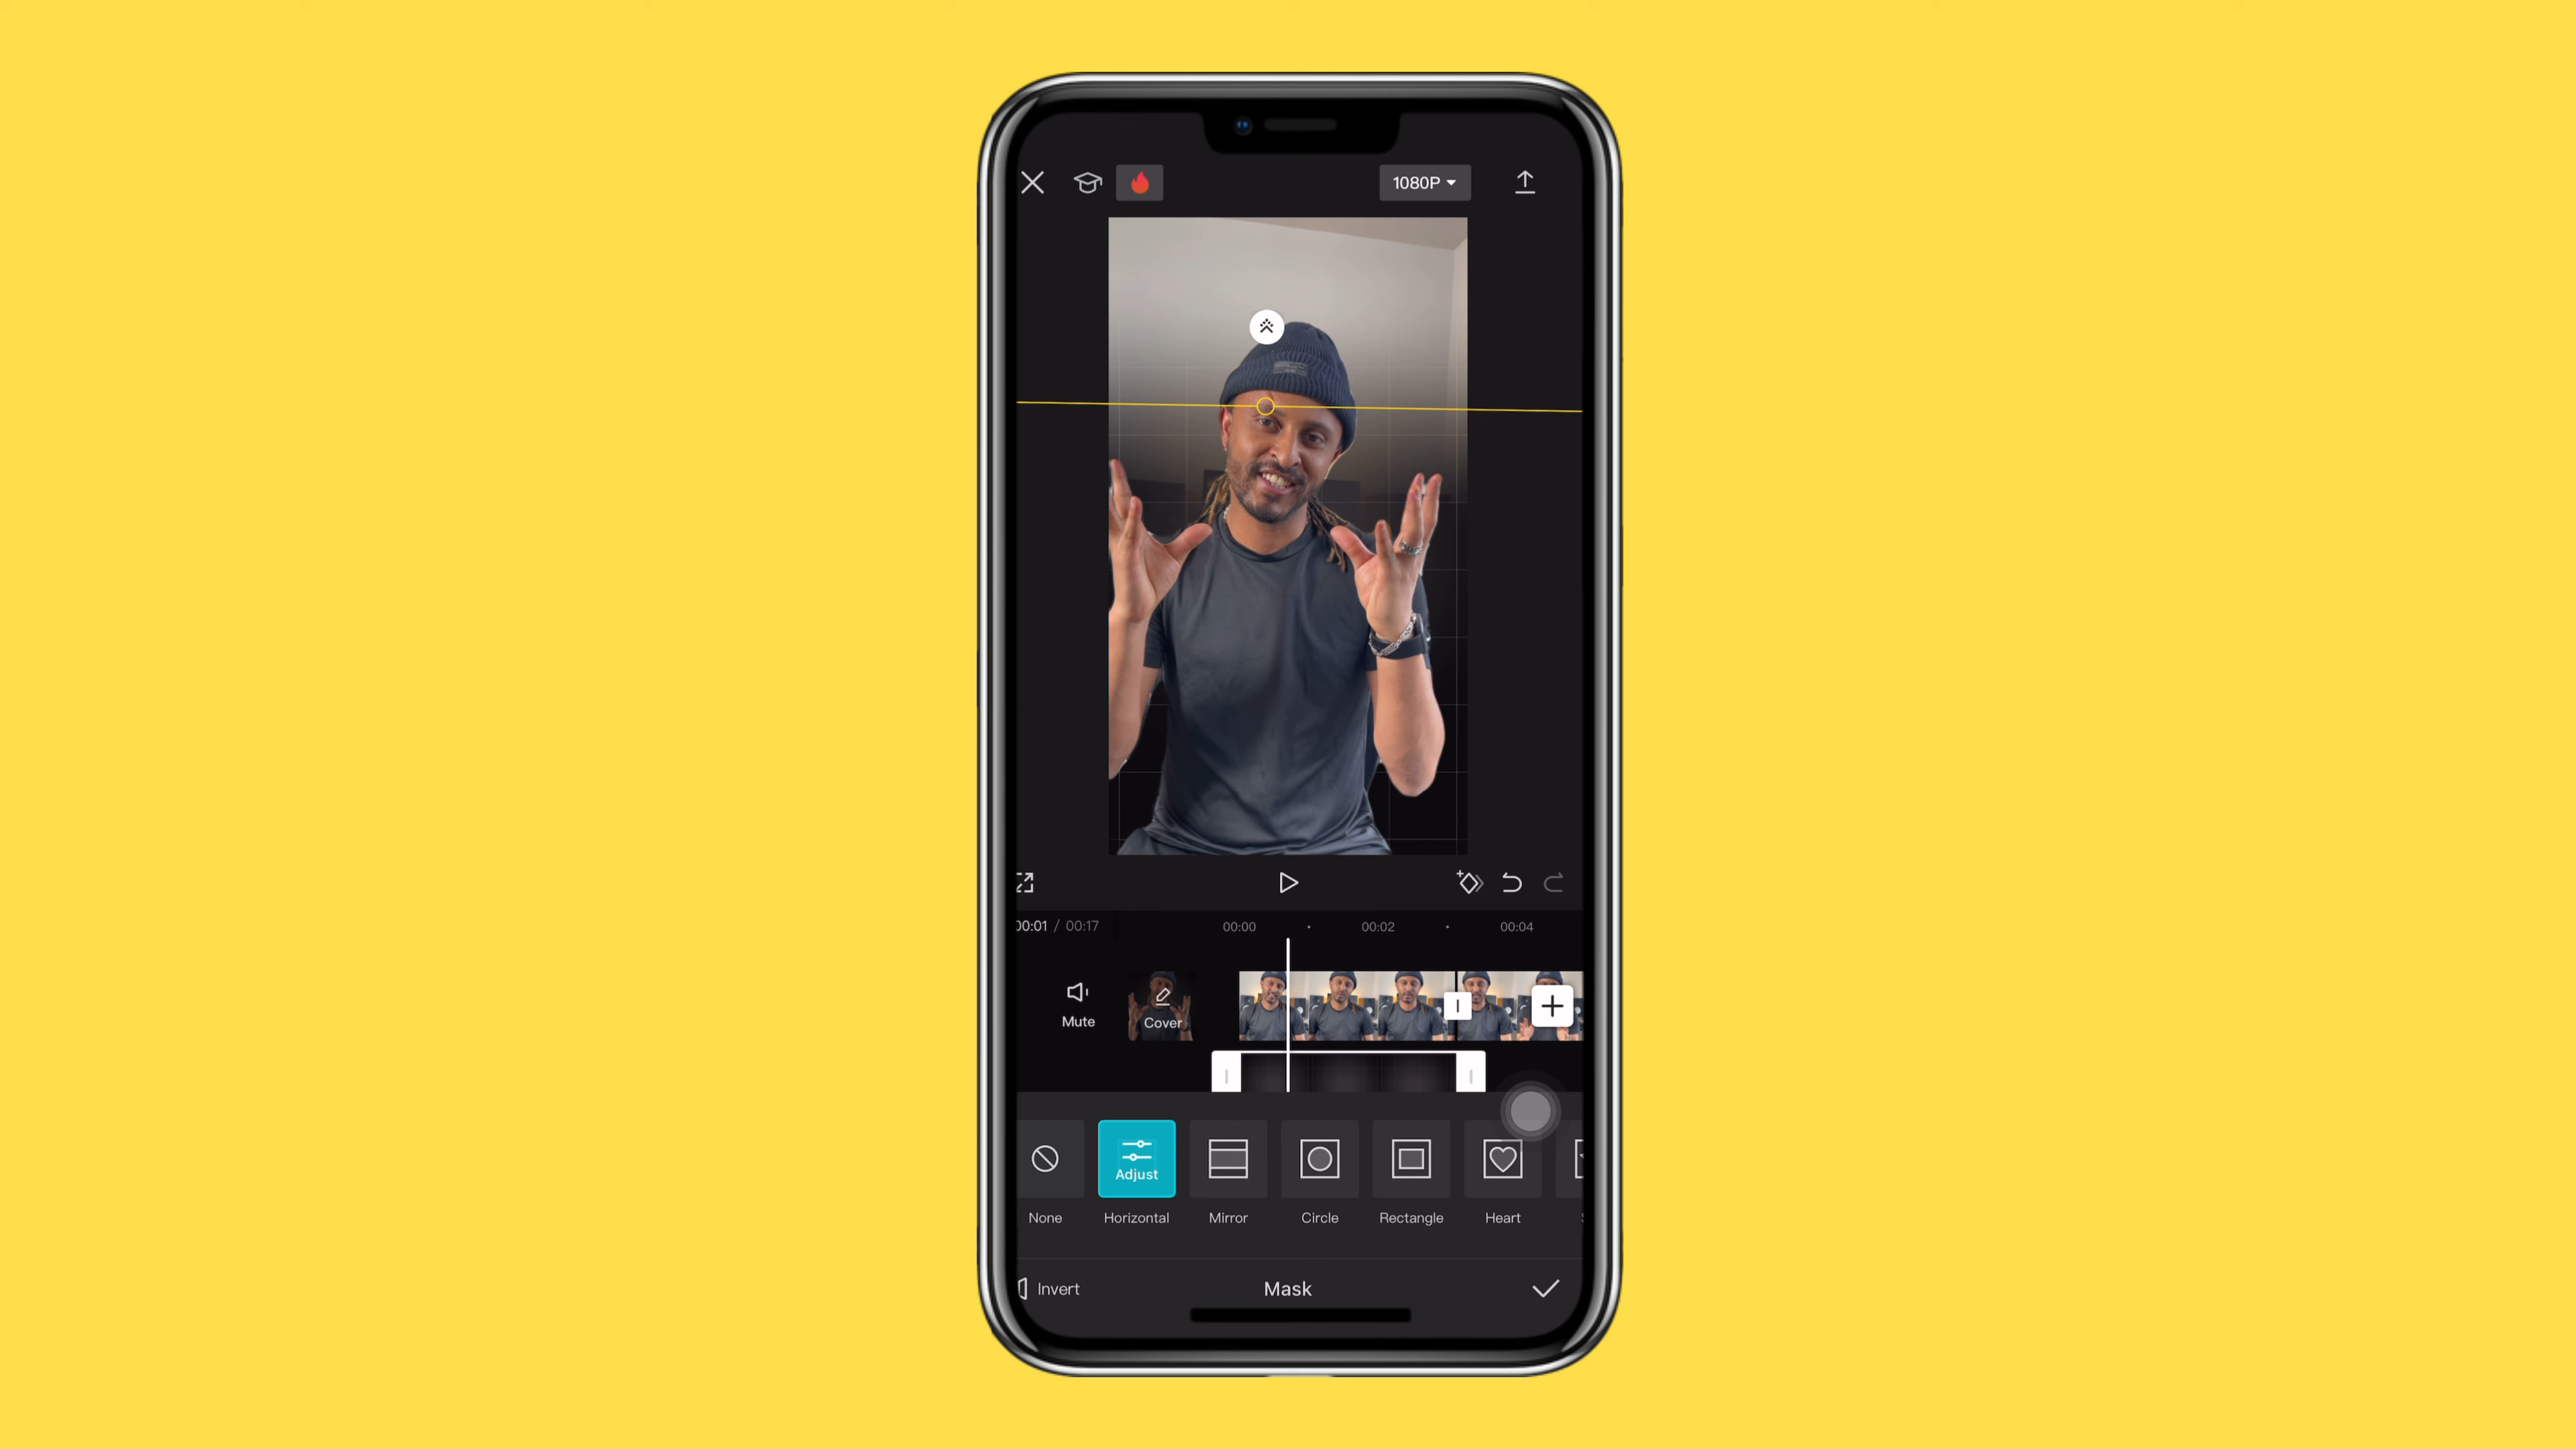 1080P
00:01 / 00:17
00:00
00:02
00:04
Mute
Cover
Adjust
None
Horizontal
Mirror
Circle
Rectangle
Heart
Invert
Mask